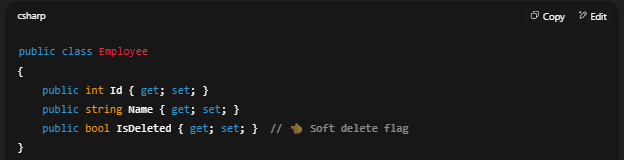 csharp Copy Edit
public class Employee
{
    public int Id { get; set; }
    public string Name { get; set; }
    public bool IsDeleted { get; set; }  // 👈 Soft delete flag
}